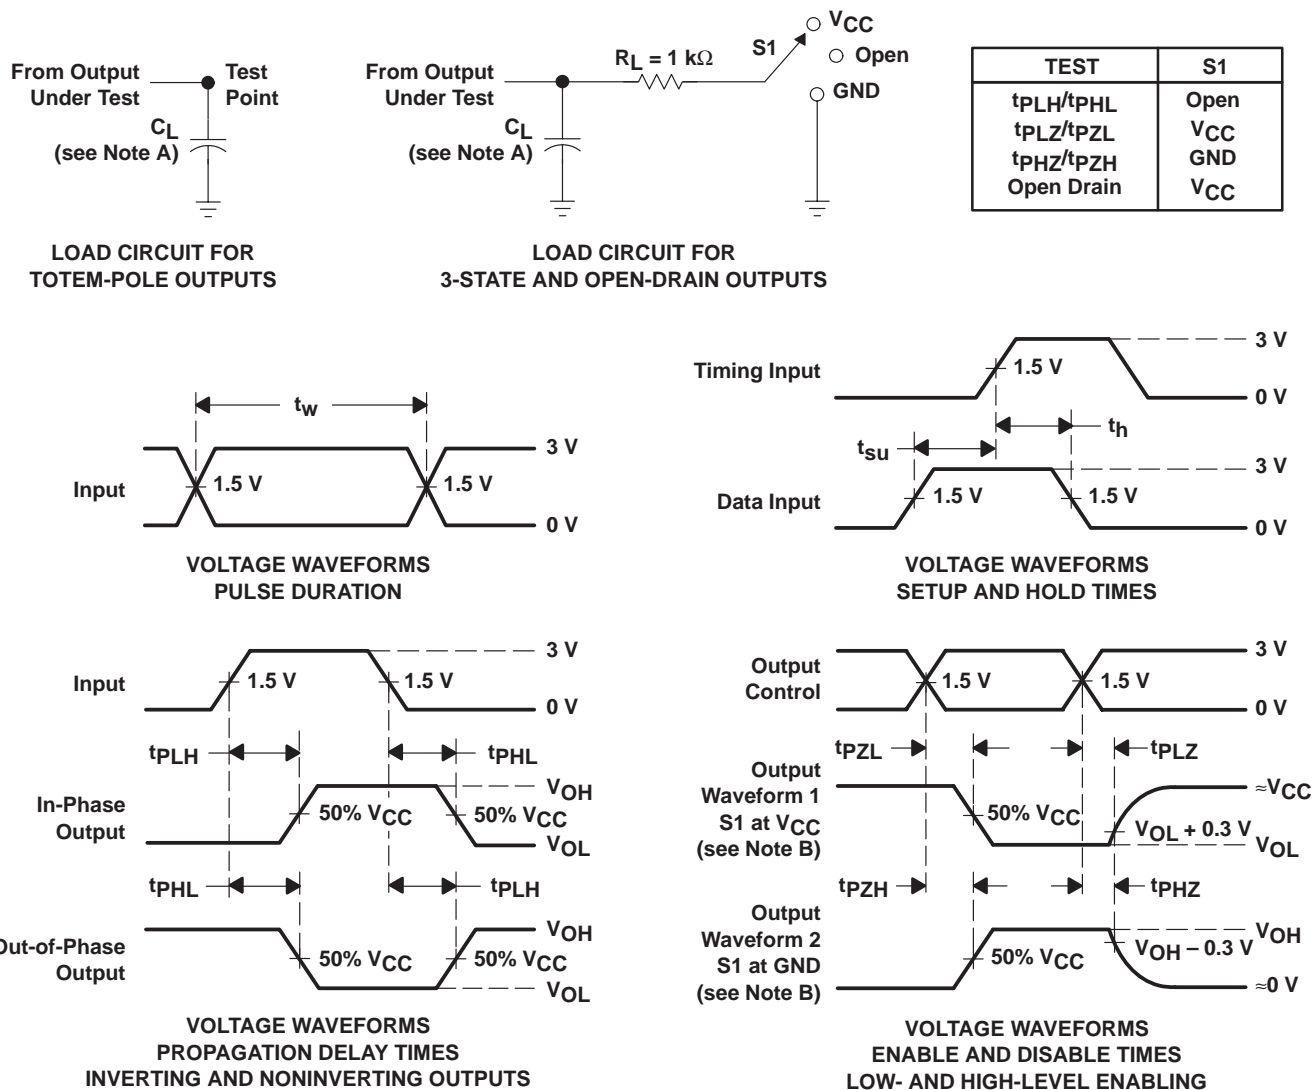 From Output
Under Test
Test
Point
CL
(see Note A)
LOAD CIRCUIT FOR
TOTEM-POLE OUTPUTS
From Output
Under Test
CL
(see Note A)
RL = 1 kΩ
S1
VCC
Open
GND
LOAD CIRCUIT FOR
3-STATE AND OPEN-DRAIN OUTPUTS
TEST S1
tPLH/tPHL Open
tPLZ/tPZL VCC
tPHZ/tPZH GND
Open Drain VCC
tw
Input
1.5 V
1.5 V
3 V
0 V
VOLTAGE WAVEFORMS
PULSE DURATION
Timing Input
1.5 V
3 V
0 V
tsu
th
Data Input
1.5 V
1.5 V
3 V
0 V
VOLTAGE WAVEFORMS
SETUP AND HOLD TIMES
Input
1.5 V
1.5 V
3 V
0 V
tPLH
tPHL
In-Phase
Output
50% VCC
50% VCC
VOH
VOL
tPHL
tPLH
Out-of-Phase
Output
50% VCC
50% VCC
VOH
VOL
VOLTAGE WAVEFORMS
PROPAGATION DELAY TIMES
INVERTING AND NONINVERTING OUTPUTS
Output
Control
1.5 V
1.5 V
3 V
0 V
tPZL
tPLZ
Output
Waveform 1
S1 at VCC
(see Note B)
50% VCC
≈VCC
VOL + 0.3 V
VOL
tPZH
tPHZ
Output
Waveform 2
S1 at GND
(see Note B)
50% VCC
VOH
VOH − 0.3 V
≈0 V
VOLTAGE WAVEFORMS
ENABLE AND DISABLE TIMES
LOW- AND HIGH-LEVEL ENABLING